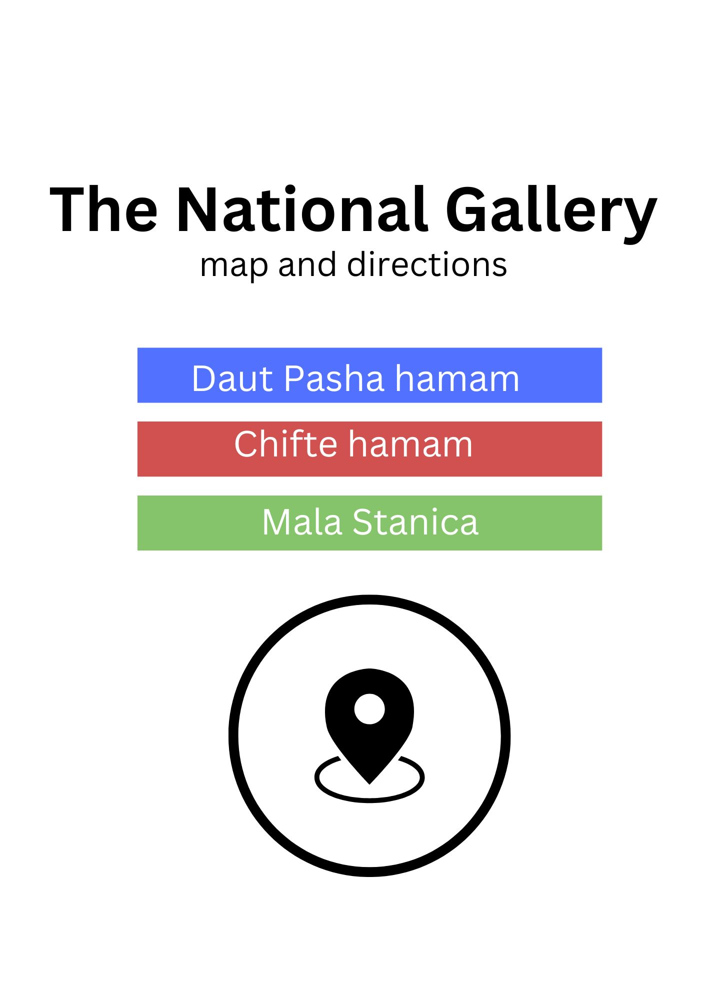 The National Gallery
map and directions
Daut Pasha hamam
Chifte hamam
Mala Stanica